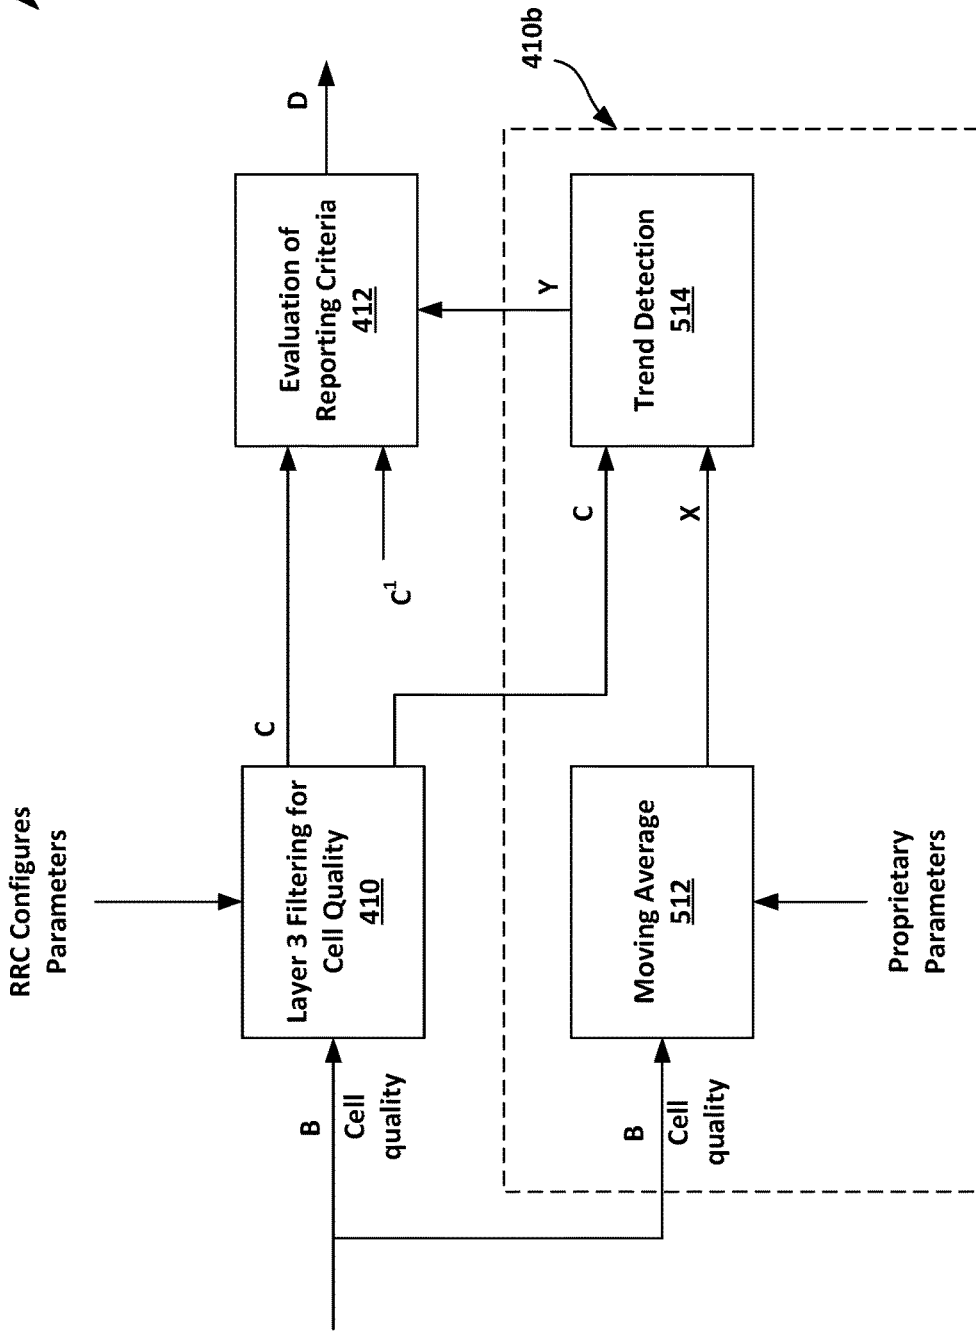 RRC Configures
Parameters
B
Cell
quality
Layer 3 Filtering for
Cell Quality
410
C
C¹
Evaluation of
Reporting Criteria
412
D
410b
B
Cell
quality
Moving Average
512
C
X
Trend Detection
514
Y
Proprietary
Parameters